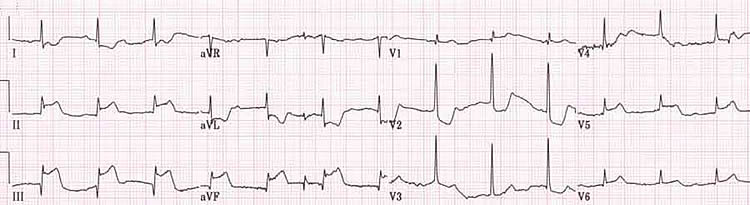 I aVR V1 V4
II aVL V2 V5
III aVF V3 V6